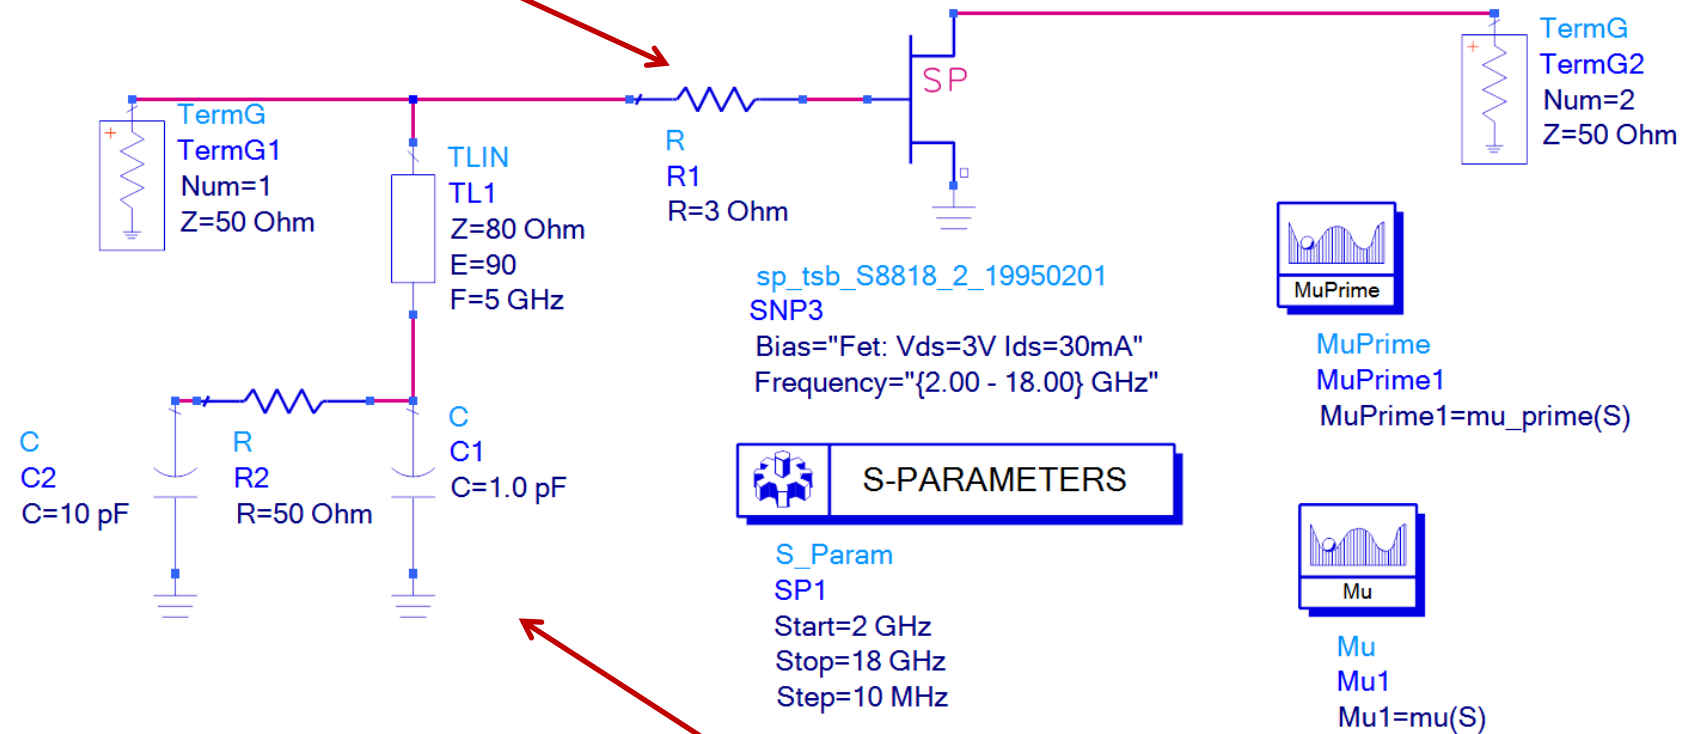 TermG
TermG1
Num=1
Z=50 Ohm
TLIN
TL1
Z=80 Ohm
E=90
F=5 GHz
R
R1
R=3 Ohm
SP
TermG
TermG2
Num=2
Z=50 Ohm
sp_tsb_S8818_2_19950201
SNP3
Bias="Fet: Vds=3V Ids=30mA"
Frequency="{2.00 - 18.00} GHz"
MuPrime
MuPrime
MuPrime1
MuPrime1=mu_prime(S)
C
C2
C=10 pF
R
R2
R=50 Ohm
C
C1
C=1.0 pF
S-PARAMETERS
S_Param
SP1
Start=2 GHz
Stop=18 GHz
Step=10 MHz
Mu
Mu
Mu1
Mu1=mu(S)